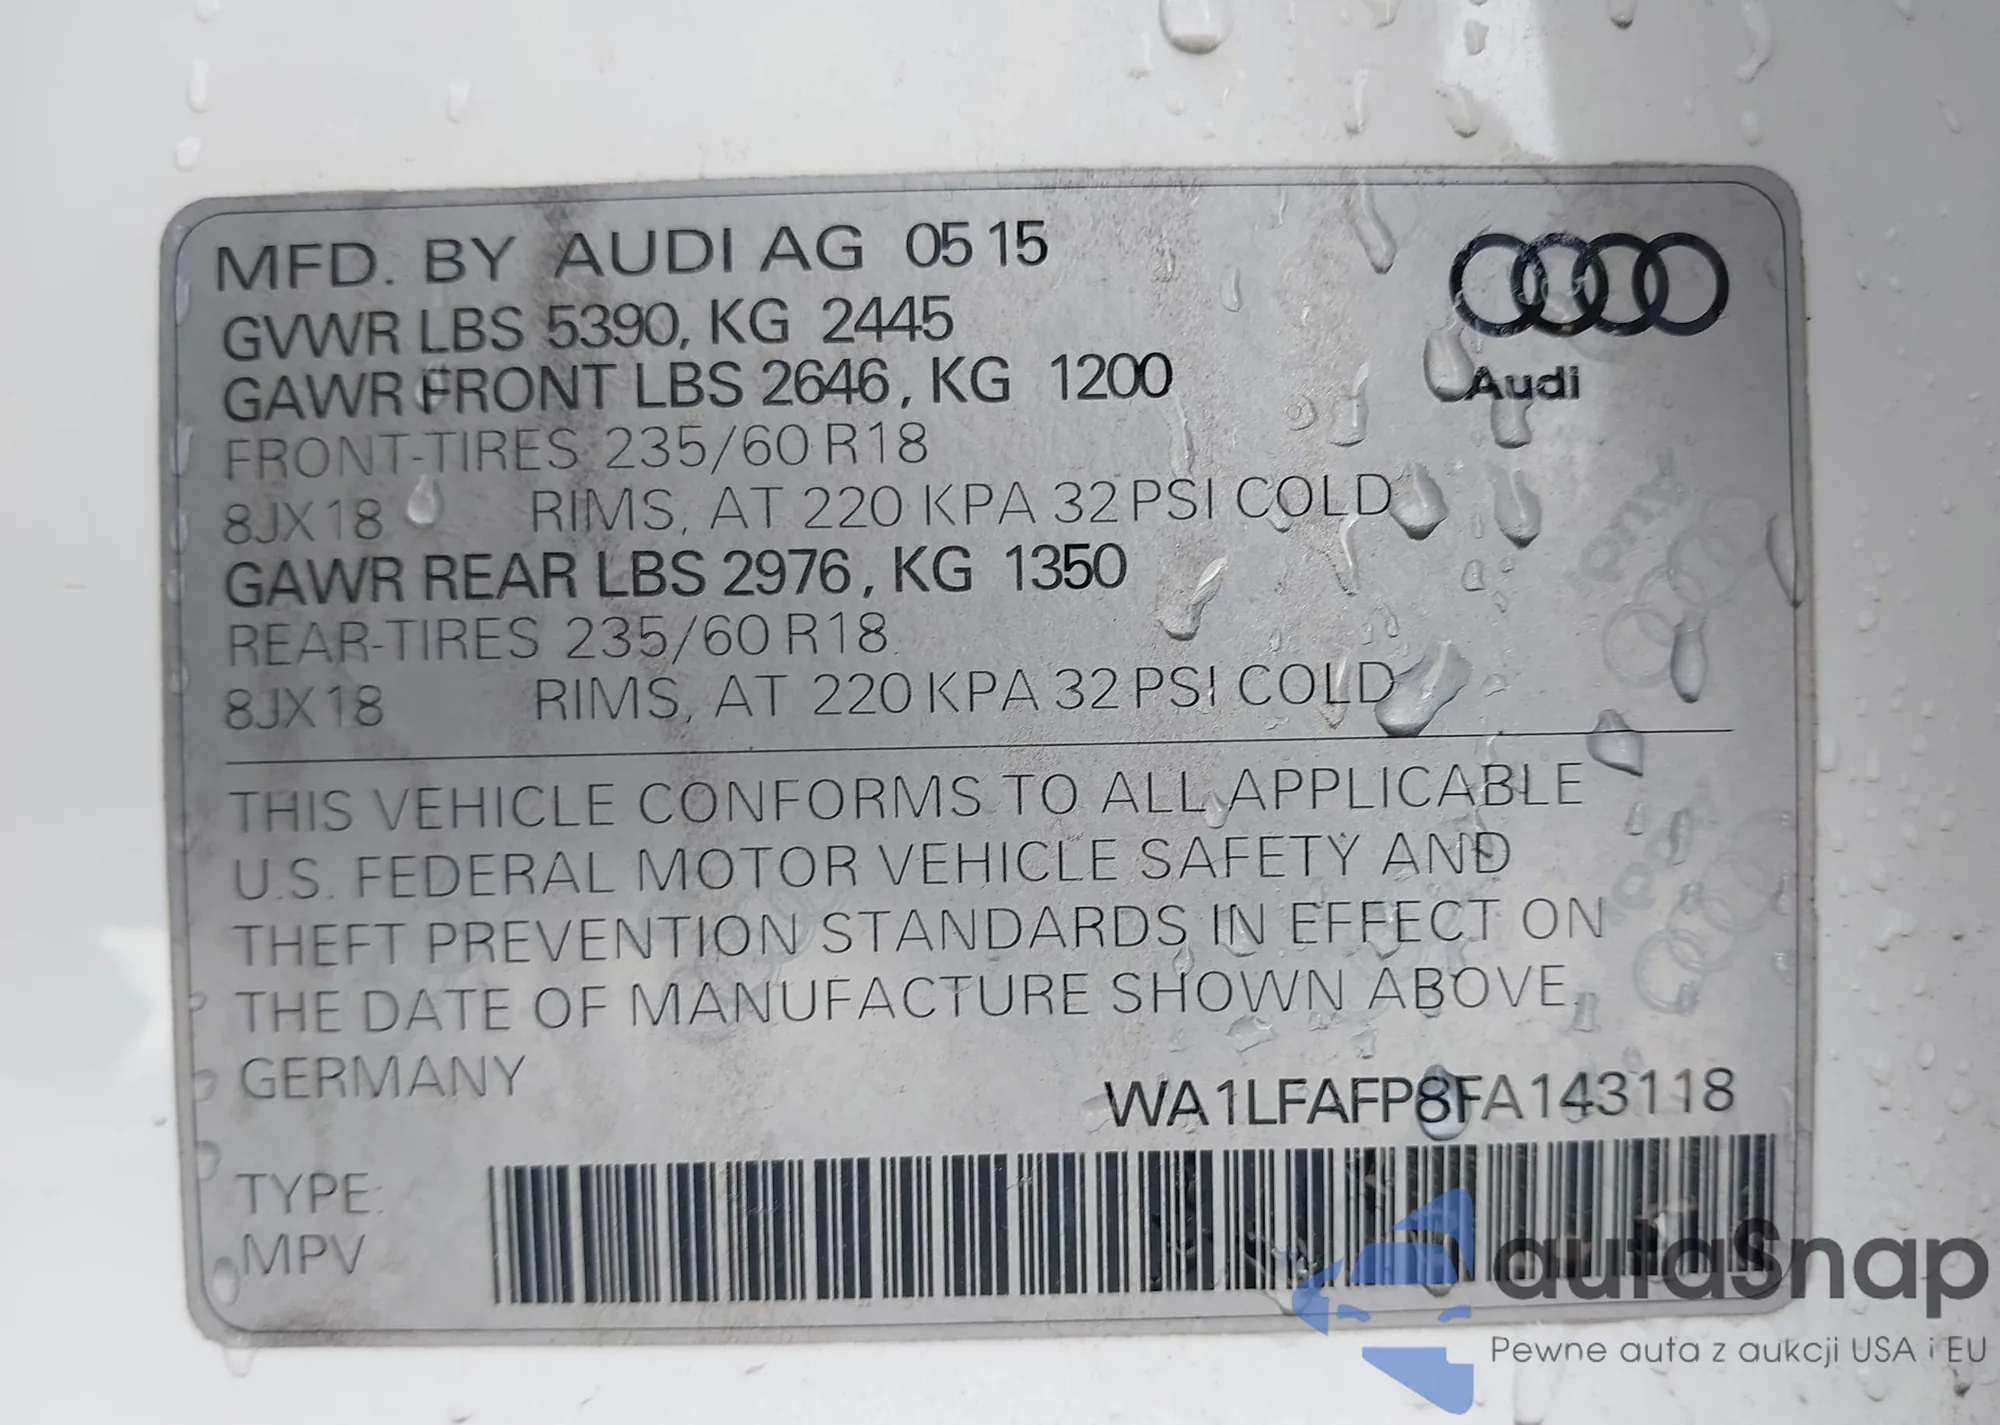 MFD. BY AUDI AG 05 15
GVWR LBS 5390, KG 2445
GAWR FRONT LBS 2646, KG 1200
Audi
FRONT-TIRES 235/60 R18
8JX18 RIMS, AT 220 KPA 32 PSI COLD
GAWR REAR LBS 2976, KG 1350
REAR-TIRES 235/60 R18
8JX18 RIMS, AT 220 KPA 32 PSI COLD
THIS VEHICLE CONFORMS TO ALL APPLICABLE
U.S. FEDERAL MOTOR VEHICLE SAFETY AND
THEFT PREVENTION STANDARDS IN EFFECT ON
THE DATE OF MANUFACTURE SHOWN ABOVE.
GERMANY
WA1LFAFP8FA143118
TYPE:
MPV
autaSnap
Pewne auta z aukcji USA i EU